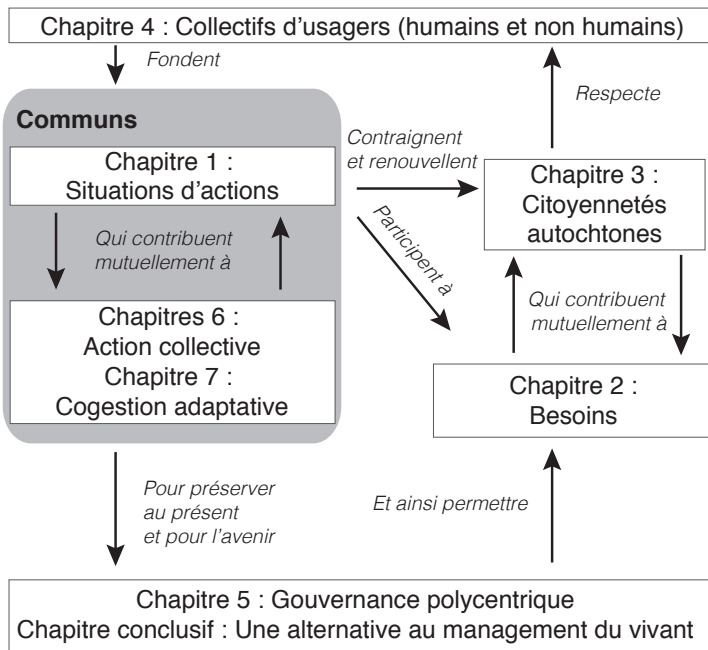 Chapitre 4 : Collectifs d'usagers (humains et non humains)
Fondent
Respecte
Communs
Chapitre 1 :
Situations d'actions
Contraignent
et renouvellent
Chapitre 3 :
Citoyennetés
autochtones
Participent à
Qui contribuent
mutuellement à
Qui contribuent
mutuellement à
Chapitres 6 :
Action collective
Chapitre 7 :
Cogestion adaptative
Chapitre 2 :
Besoins
Pour préserver
au présent
et pour l'avenir
Et ainsi permettre
Chapitre 5 : Gouvernance polycentrique
Chapitre conclusif : Une alternative au management du vivant